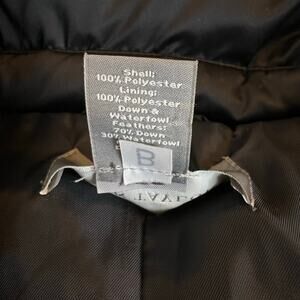 Shell:
100% Polyester
Lining:
100% Polyester
Down &
Waterfowl
Feathers:
70% Down
30% Waterfowl
B